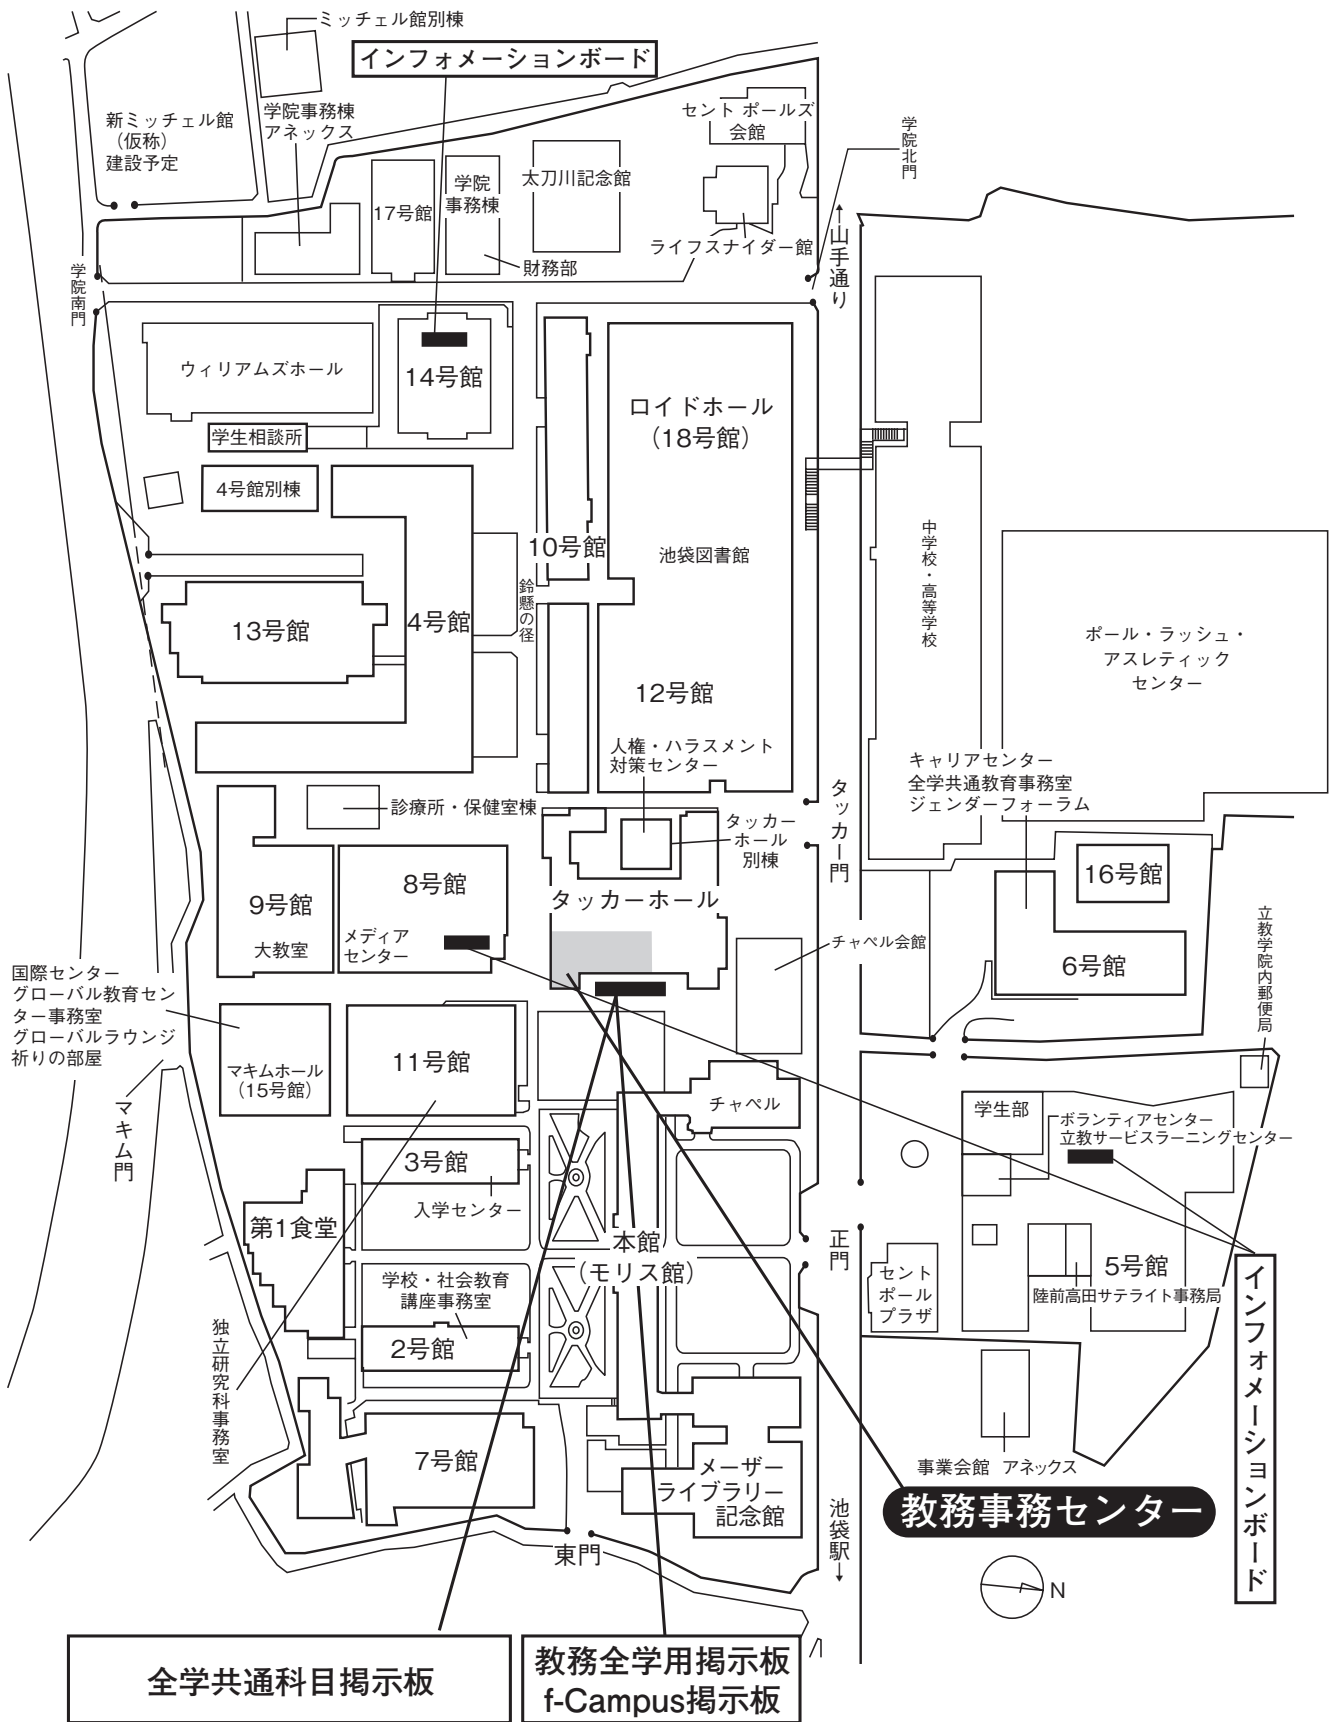 ミッチェル館別棟
インフォメーションボード
新ミッチェル館
（仮称）
建設予定
学院事務棟
アネックス
セント ポールズ
会館
学院北門
17号館
学院
事務棟
太刀川記念館
ライフスナイダー館
財務部
学院南門
←山手通り
ウィリアムズホール
14号館
学生相談所
4号館別棟
ロイドホール
（18号館）
10号館
池袋図書館
鈴懸の径
中学校・高等学校
ポール・ラッシュ・
アスレティック
センター
13号館
4号館
12号館
人権・ハラスメント
対策センター
キャリアセンター
全学共通教育事務室
ジェンダーフォーラム
診療所・保健室棟
タッカー
ホール
別棟
タッカー門
9号館
大教室
8号館
メディア
センター
タッカーホール
チャペル会館
16号館
6号館
立教学院内郵便局
国際センター
グローバル教育セン
ター事務室
グローバルラウンジ
祈りの部屋
マキムホール
（15号館）
11号館
チャペル
マキム門
学生部
ボランティアセンター
立教サービスラーニングセンター
3号館
入学センター
第1食堂
本館
（モリス館）
正門
セント
ポール
プラザ
5号館
陸前高田サテライト事務局
インフォメーションボード
学校・社会教育
講座事務室
2号館
独立研究科事務室
7号館
メーザー
ライブラリー
記念館
事業会館 アネックス
教務事務センター
東門
池袋駅→
N
全学共通科目掲示板
教務全学用掲示板
f-Campus掲示板